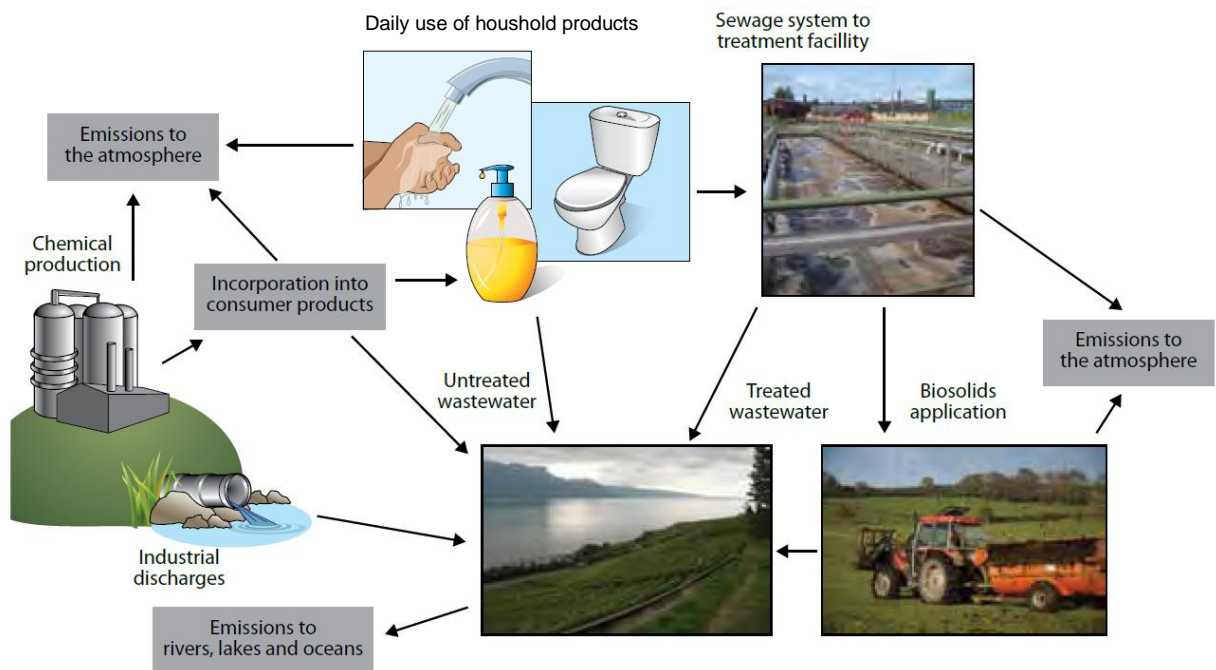 Daily use of houshold products
Sewage system to
treatment facillity
Emissions to
the atmosphere
Chemical
production
Incorporation into
consumer products
Emissions to
the atmosphere
Untreated
wastewater
Treated
wastewater
Biosolids
application
Industrial
discharges
Emissions to
rivers, lakes and oceans